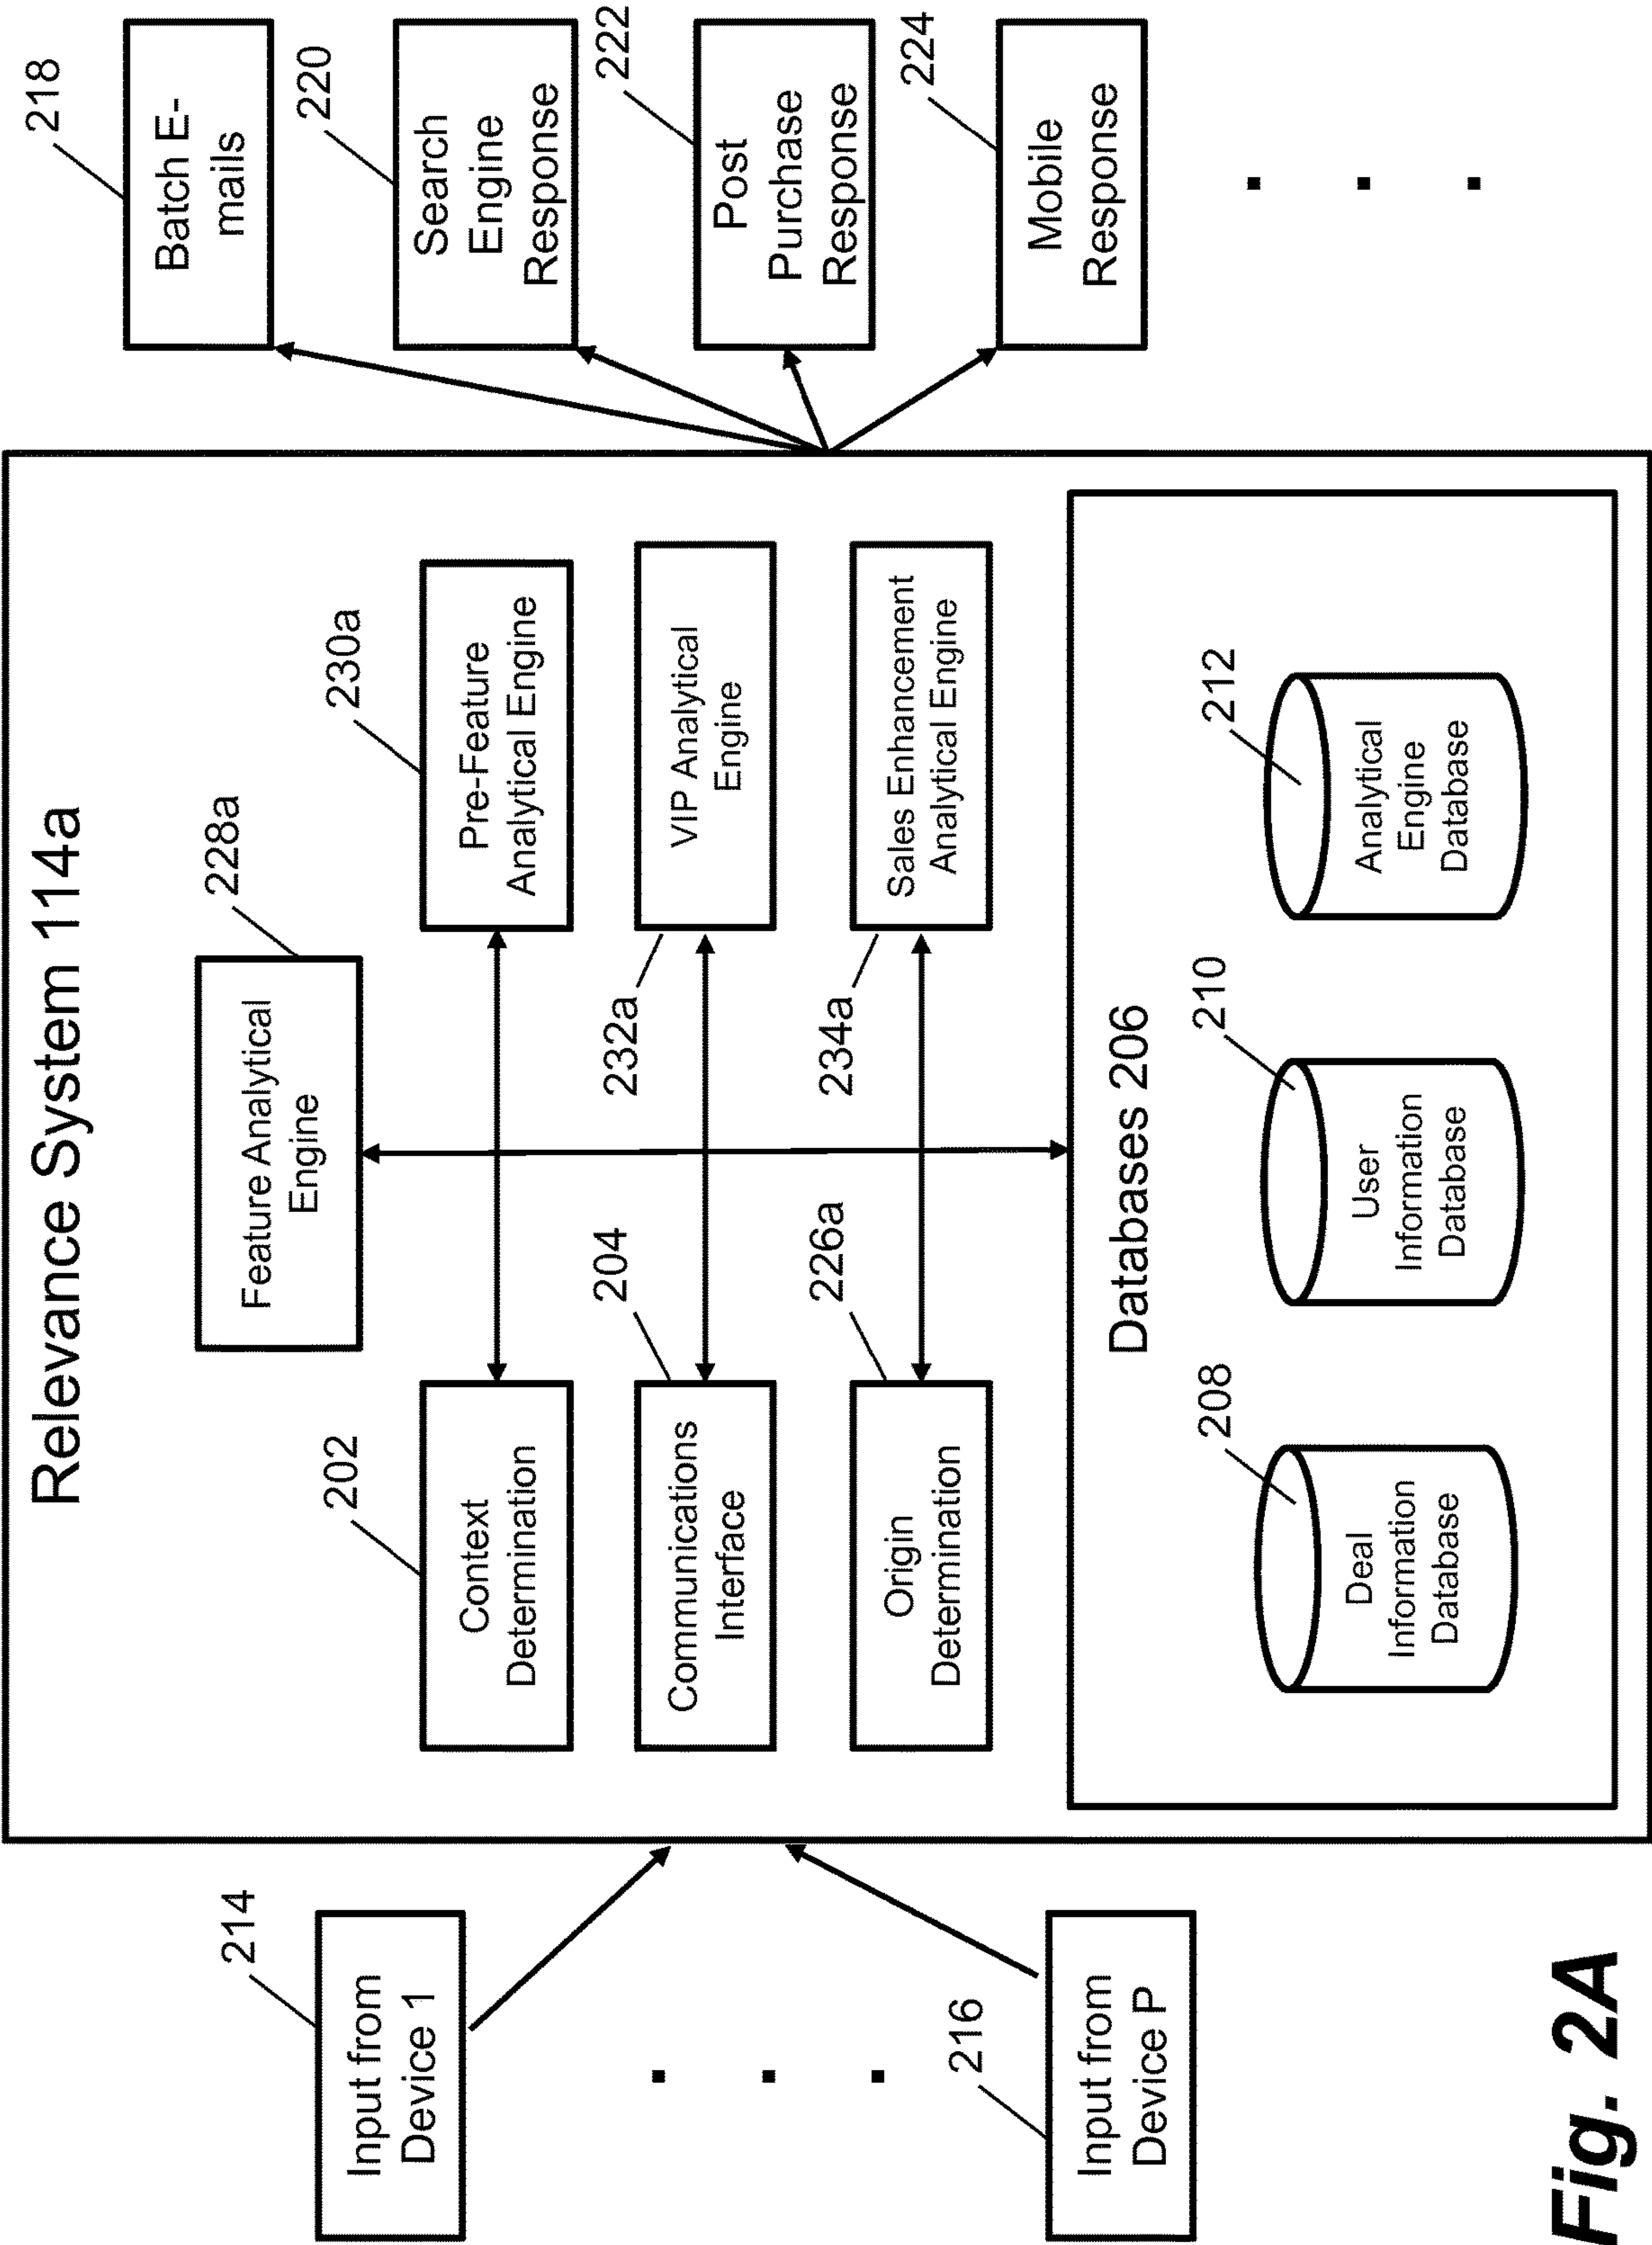 Relevance System 114a
214
Input from
Device 1
216
Input from
Device P
228a
Feature Analytical
Engine
202
Context
Determination
230a
Pre-Feature
Analytical Engine
204
Communications
Interface
232a
VIP Analytical
Engine
226a
Origin
Determination
234a
Sales Enhancement
Analytical Engine
Databases 206
208
Deal
Information
Database
210
User
Information
Database
212
Analytical
Engine
Database
218
Batch E-
mails
220
Search
Engine
Response
222
Post
Purchase
Response
224
Mobile
Response
Fig. 2A